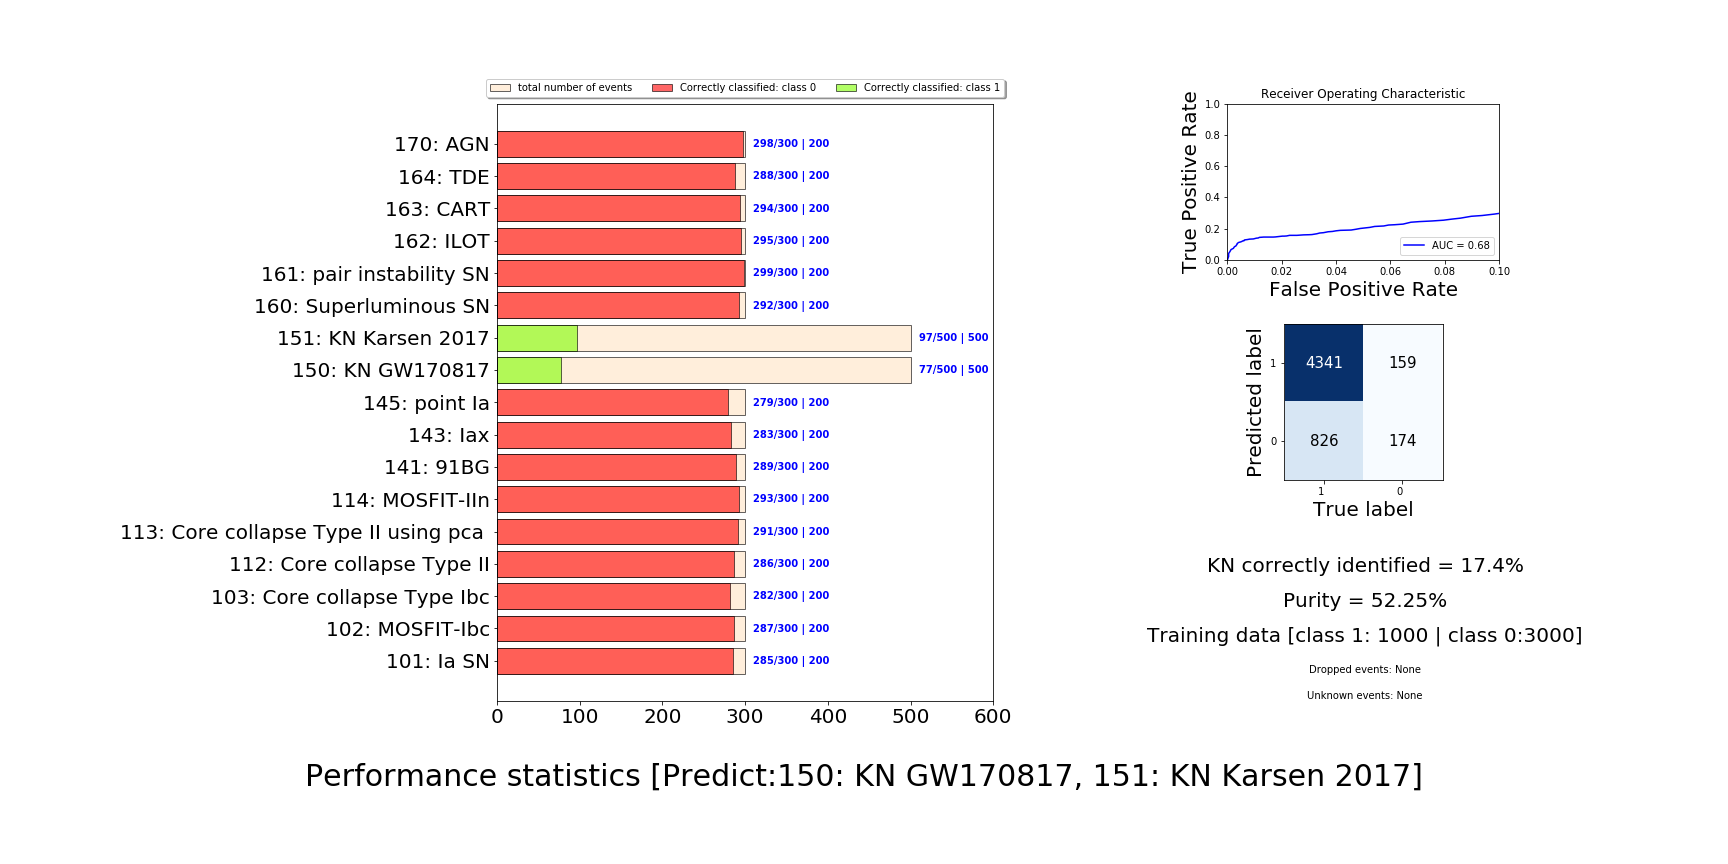 total number of events
Correctly classified: class 0
Correctly classified: class 1
170: AGN
298/300 | 200
164: TDE
288/300 | 200
163: CART
294/300 | 200
162: ILOT
295/300 | 200
161: pair instability SN
299/300 | 200
160: Superluminous SN
292/300 | 200
151: KN Karsen 2017
97/500 | 500
150: KN GW170817
77/500 | 500
145: point Ia
279/300 | 200
143: Iax
283/300 | 200
141: 91BG
289/300 | 200
114: MOSFIT-IIn
293/300 | 200
113: Core collapse Type II using pca
291/300 | 200
112: Core collapse Type II
286/300 | 200
103: Core collapse Type Ibc
282/300 | 200
102: MOSFIT-Ibc
287/300 | 200
101: Ia SN
285/300 | 200
0 100 200 300 400 500 600
Receiver Operating Characteristic
True Positive Rate
1.0
0.8
0.6
0.4
0.2
0.0
AUC = 0.68
0.00 0.02 0.04 0.06 0.08 0.10
False Positive Rate
Predicted label
1
4341 159
0
826 174
1 0
True label
KN correctly identified = 17.4%
Purity = 52.25%
Training data [class 1: 1000 | class 0:3000]
Dropped events: None
Unknown events: None
Performance statistics [Predict:150: KN GW170817, 151: KN Karsen 2017]